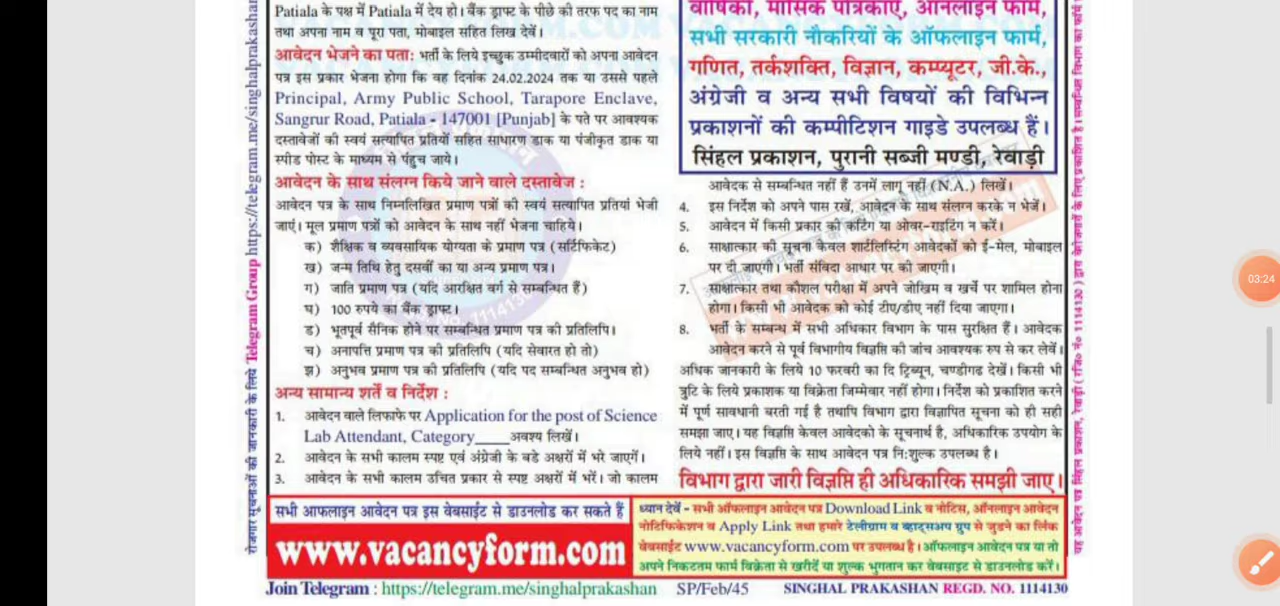 Patiala के पक्ष में Patiala में देय हो। बैंक ड्राफ्ट के पीछे की तरफ पद का नाम
तथा अपना नाम व पूरा पता, मोबाइल सहित लिख देवें।
आवेदन भेजने का पता: भर्ती के लिए इच्छुक उम्मीदवारों को अपना आवेदन
पत्र इस प्रकार भेजना होगा कि वह दिनांक 24.02.2024 तक या उससे पहले
Principal, Army Public School, Tarapore Enclave,
Sangrur Road, Patiala - 147001 [Punjab] के पते पर आवश्यक
दस्तावेजों की स्वयं सत्यापित प्रतियों सहित साधारण डाक या पंजीकृत डाक या
स्पीड पोस्ट के माध्यम से पंहुच जाये।
आवेदन के साथ संलग्न किये जाने वाले दस्तावेज :
आवेदन पत्र के साथ निम्नलिखित प्रमाण पत्रों की स्वयं सत्यापित प्रतियां भेजी
जाएं। मूल प्रमाण पत्रों को आवेदन के साथ नहीं भेजना चाहिये।
क) शैक्षिक व व्यवसायिक योग्यता के प्रमाण पत्र (सर्टिफिकेट)
ख) जन्म तिथि हेतु दसवीं का या अन्य प्रमाण पत्र।
ग) जाति प्रमाण पत्र (यदि आरक्षित वर्ग से सम्बन्धित हैं)
घ) 100 रुपये का बैंक ड्राफ्ट।
ड) भूतपूर्व सैनिक होने पर सम्बन्धित प्रमाण पत्र की प्रतिलिपि।
च) अनापत्ति प्रमाण पत्र की प्रतिलिपि (यदि सेवारत हो तो)
झ) अनुभव प्रमाण पत्र की प्रतिलिपि (यदि पद सम्बन्धित अनुभव हो)
अन्य सामान्य शर्तें व निर्देश :
1. आवेदन वाले लिफाफे पर Application for the post of Science
Lab Attendant, Category____अवश्य लिखें।
2. आवेदन के सभी कालम स्पष्ट एवं अंग्रेजी के बडे अक्षरों में भरे जाएगें।
3. आवेदन के सभी कालम उचित प्रकार से स्पष्ट अक्षरों में भरें। जो कालम
वार्षिकी, मासिक पत्रिकाएं, ऑनलाइन फार्म,
सभी सरकारी नौकरियों के ऑफलाइन फार्म,
गणित, तर्कशक्ति, विज्ञान, कम्प्यूटर, जी.के.,
अंग्रेजी व अन्य सभी विषयों की विभिन्न
प्रकाशनों की कम्पीटिशन गाइडे उपलब्ध हैं।
सिंहल प्रकाशन, पुरानी सब्जी मण्डी, रेवाड़ी
आवेदक से सम्बन्धित नहीं हैं उनमें लागू नहीं (N.A.) लिखें।
4. इस निर्देश को अपने पास रखें, आवेदन के साथ संलग्न करके न भेजें।
5. आवेदन में किसी प्रकार की कटिंग या ओवर-राइटिंग न करें।
6. साक्षात्कार की सूचना केवल शार्टलिस्टिंग आवेदकों को ई-मेल, मोबाइल
पर दी जाएगी। भर्ती संविदा आधार पर की जाएगी।
7. साक्षात्कार तथा कौशल परीक्षा में अपने जोखिम व खर्चे पर शामिल होना
होगा। किसी भी आवेदक को कोई टीए/डीए नहीं दिया जाएगा।
8. भर्ती के सम्बन्ध में सभी अधिकार विभाग के पास सुरक्षित हैं। आवेदक
आवेदन करने से पूर्व विभागीय विज्ञप्ति की जांच आवश्यक रुप से कर लेवें।
अधिक जानकारी के लिये 10 फरवरी का दि ट्रिब्यून, चण्डीगढ देखें। किसी भी
त्रुटि के लिये प्रकाशक या विक्रेता जिम्मेवार नहीं होगा। निर्देश को प्रकाशित करने
में पूर्ण सावधानी बरती गई है तथापि विभाग द्वारा विज्ञापित सूचना को ही सही
समझा जाए। यह विज्ञप्ति केवल आवेदको के सूचनार्थ है, अधिकारिक उपयोग के
लिये नहीं। इस विज्ञप्ति के साथ आवेदन पत्र नि:शुल्क उपलब्ध है।
विभाग द्वारा जारी विज्ञप्ति ही अधिकारिक समझी जाए।
सभी आफलाइन आवेदन पत्र इस वेबसाईट से डाउनलोड कर सकते हैं
www.vacancyform.com
ध्यान देवें - सभी ऑफलाइन आवेदन पत्र Download Link व नोटिस, ऑनलाइन आवेदन
नोटिफिकेशन व Apply Link तथा हमारे टेलीग्राम व व्हाट्सअप ग्रुप से जुडने का लिंक
वेबसाईट www.vacancyform.com पर उपलब्ध है। ऑफलाइन आवेदन पत्र या तो
अपने निकटतम फार्म विक्रेता से खरीदें या शुल्क भुगतान कर वेबसाइट से डाउनलोड करें।
Join Telegram : https://telegram.me/singhalprakashan SP/Feb/45 SINGHAL PRAKASHAN REGD. NO. 1114130
रोजगार सूचनाओं की जानकारी के लिये Telegram Group https://telegram.me/singhalprakashan
यह आवेदन पत्र सिंहल प्रकाशन, रेवाड़ी (रजि० नं० 1114130) द्वारा बेरोजगारों के लिए प्रकाशित है।
03:24